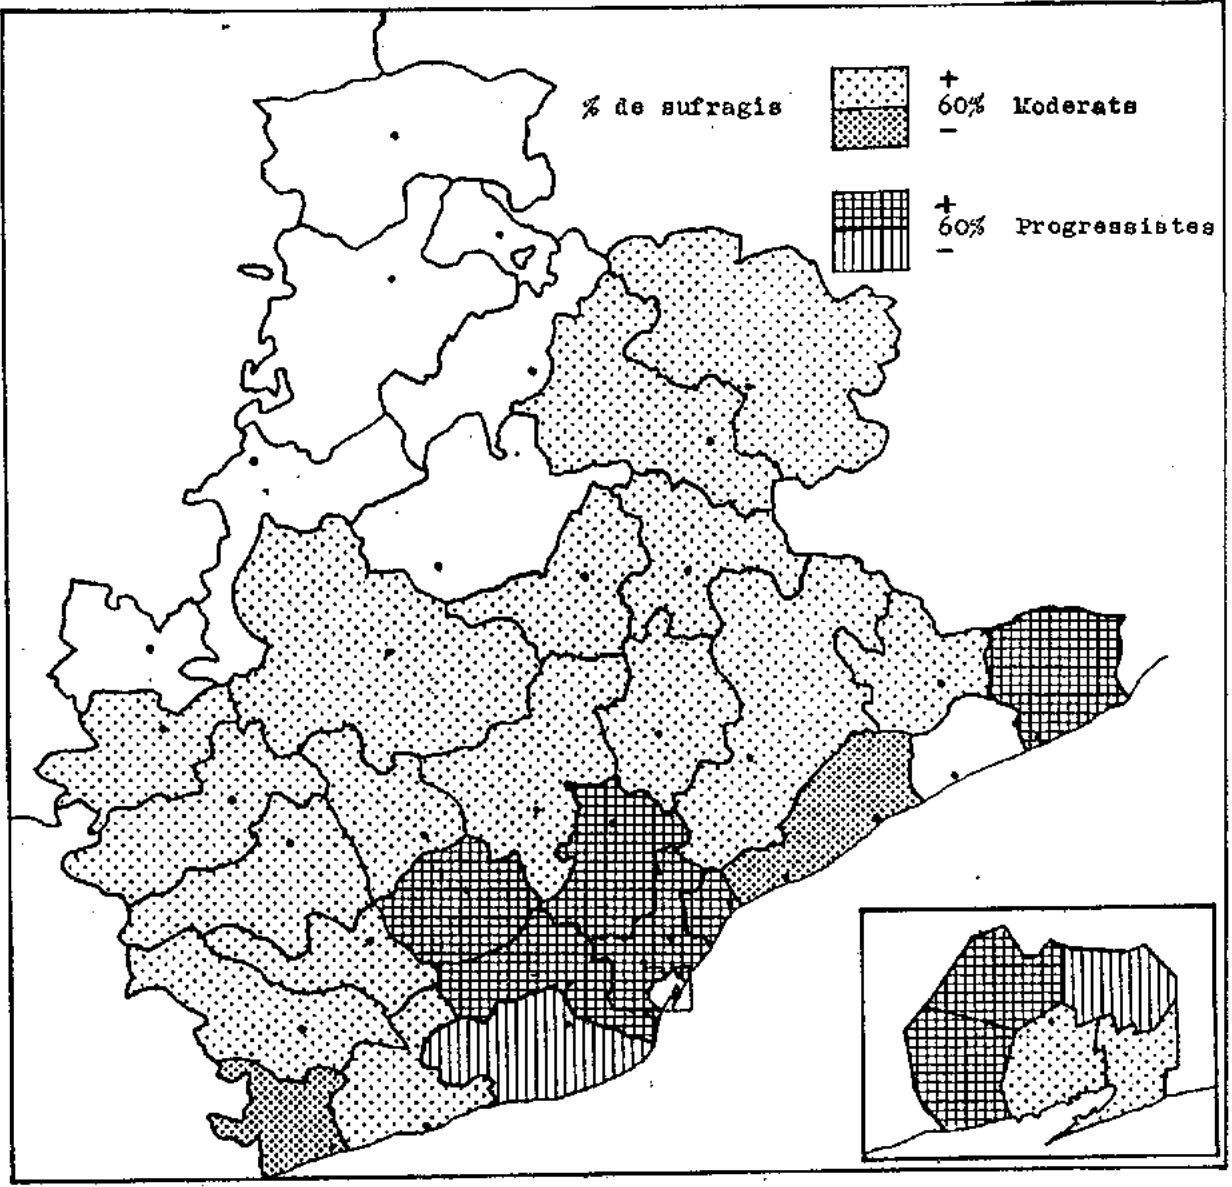 % de sufragis
+
60% Moderats
-
+
60% Progressistes
-